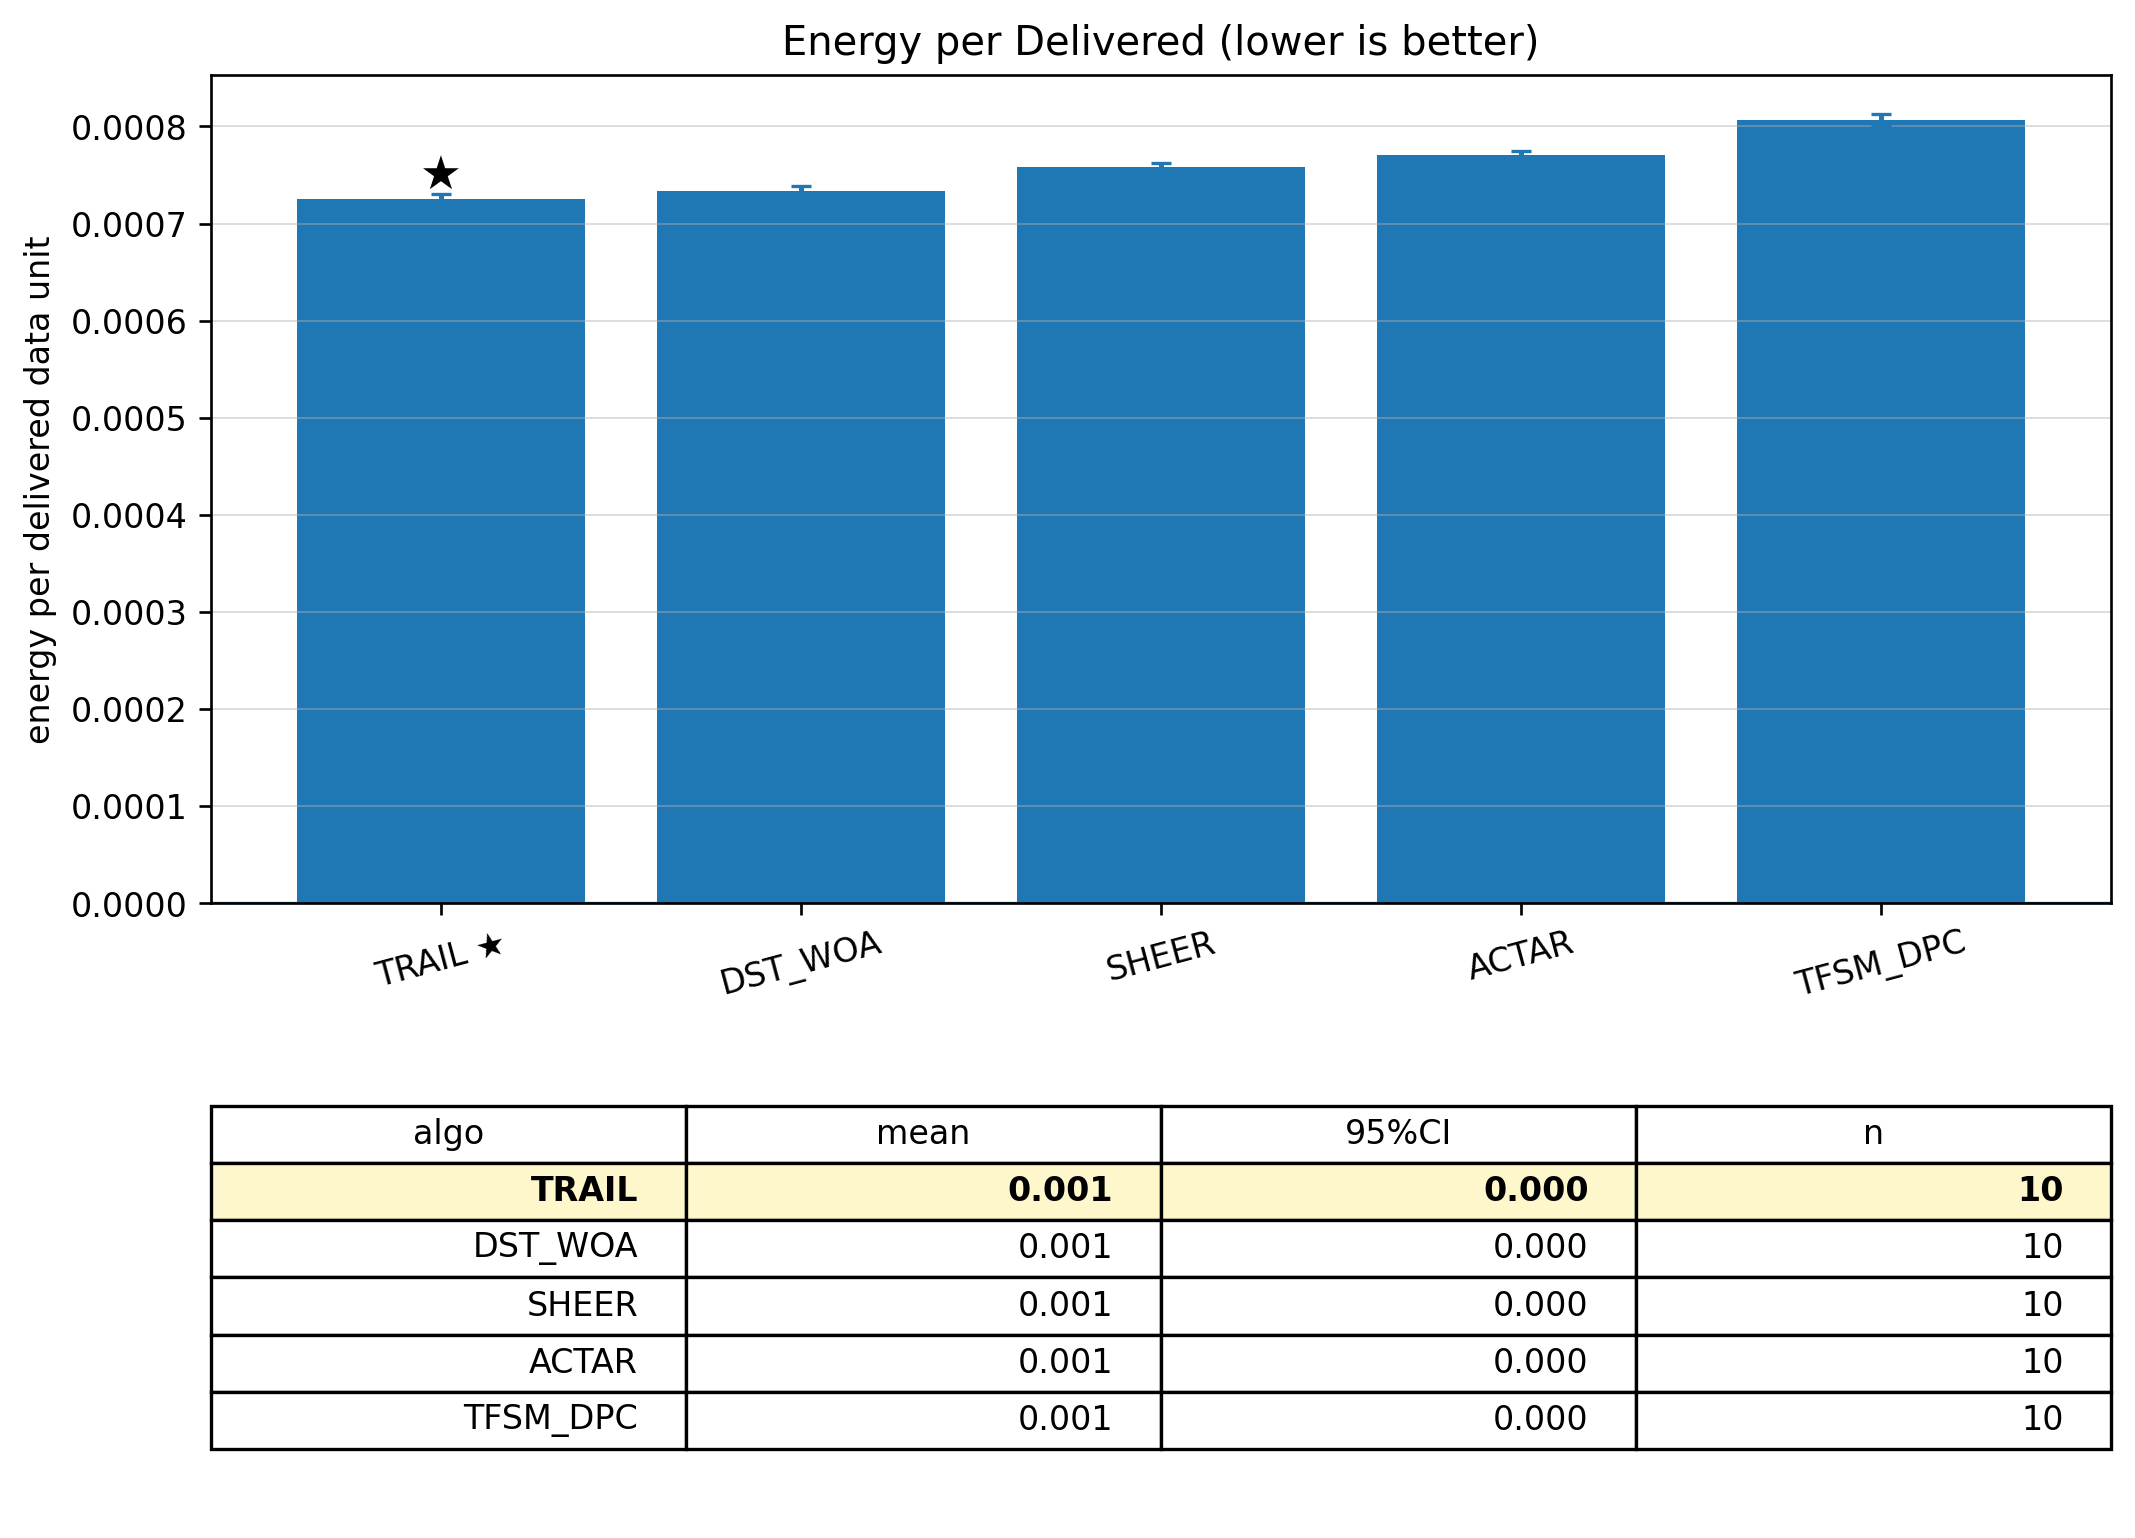 Energy per Delivered (lower is better)
energy per delivered data unit
0.0008
0.0007
0.0006
0.0005
0.0004
0.0003
0.0002
0.0001
0.0000
★
TRAIL ★ DST_WOA SHEER ACTAR TFSM_DPC
algo mean 95%CI n
TRAIL 0.001 0.000 10
DST_WOA 0.001 0.000 10
SHEER 0.001 0.000 10
ACTAR 0.001 0.000 10
TFSM_DPC 0.001 0.000 10